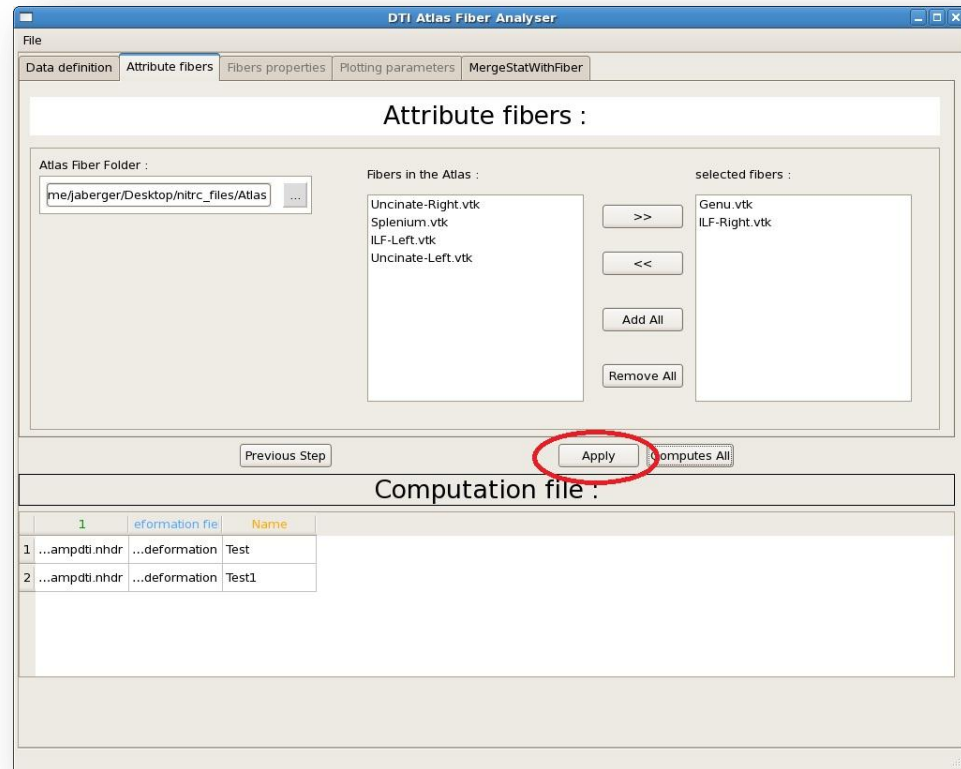 DTI Atlas Fiber Analyser
File
Data definition Attribute fibers Fibers properties Plotting parameters MergeStatWithFiber
Attribute fibers :
Atlas Fiber Folder :
me/jaberger/Desktop/nitrc_files/Atlas ...
Fibers in the Atlas :
Uncinate-Right.vtk
Splenium.vtk
ILF-Left.vtk
Uncinate-Left.vtk
>>
<<
Add All
Remove All
selected fibers :
Genu.vtk
ILF-Right.vtk
Previous Step Apply Computes All
Computation file :
1 eformation fie Name
1 ...ampdti.nhdr ...deformation Test
2 ...ampdti.nhdr ...deformation Test1